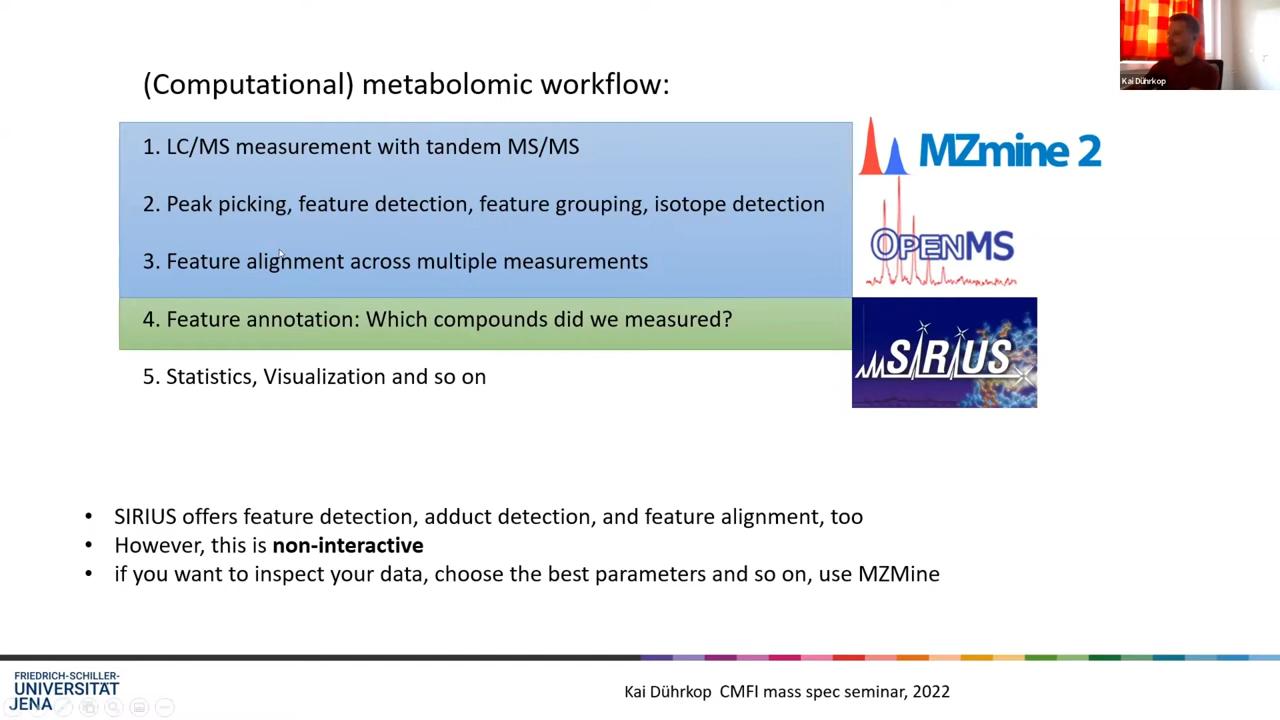 Kai Dührkop
(Computational) metabolomic workflow:
1. LC/MS measurement with tandem MS/MS
2. Peak picking, feature detection, feature grouping, isotope detection
3. Feature alignment across multiple measurements
4. Feature annotation: Which compounds did we measured?
5. Statistics, Visualization and so on
MZmine 2
OPENMS
SIRIUS
• SIRIUS offers feature detection, adduct detection, and feature alignment, too
• However, this is non-interactive
• if you want to inspect your data, choose the best parameters and so on, use MZMine
FRIEDRICH-SCHILLER-
UNIVERSITÄT
JENA
Kai Dührkop CMFI mass spec seminar, 2022